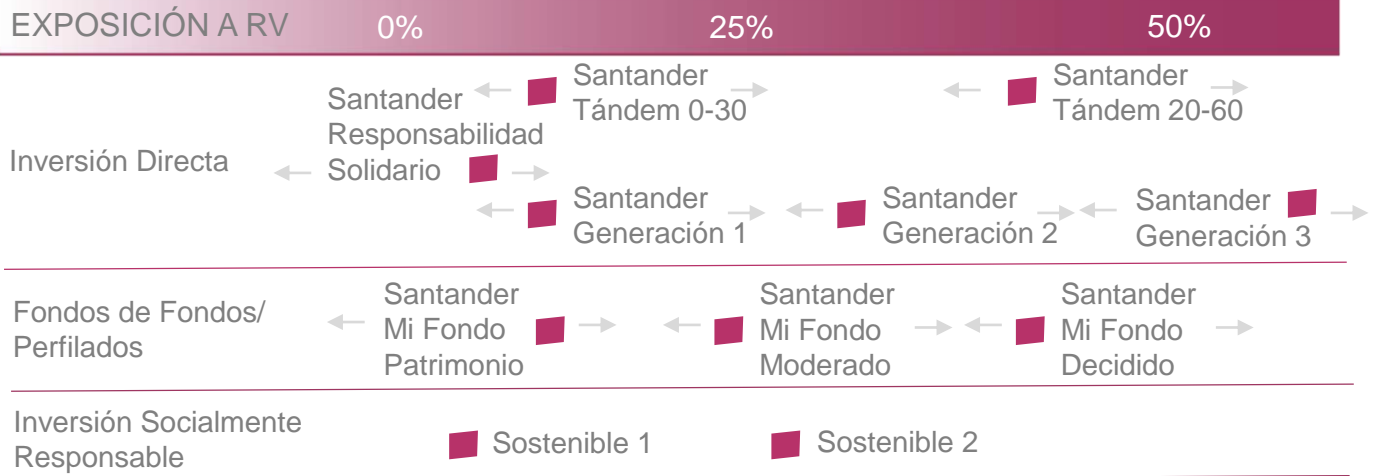 EXPOSICIÓN A RV 0% 25% 50%
Inversión Directa
Santander
Responsabilidad
Solidario
Santander
Tándem 0-30
Santander
Tándem 20-60
Santander
Generación 1
Santander
Generación 2
Santander
Generación 3
Fondos de Fondos/
Perfilados
Santander
Mi Fondo
Patrimonio
Santander
Mi Fondo
Moderado
Santander
Mi Fondo
Decidido
Inversión Socialmente
Responsable
Sostenible 1
Sostenible 2